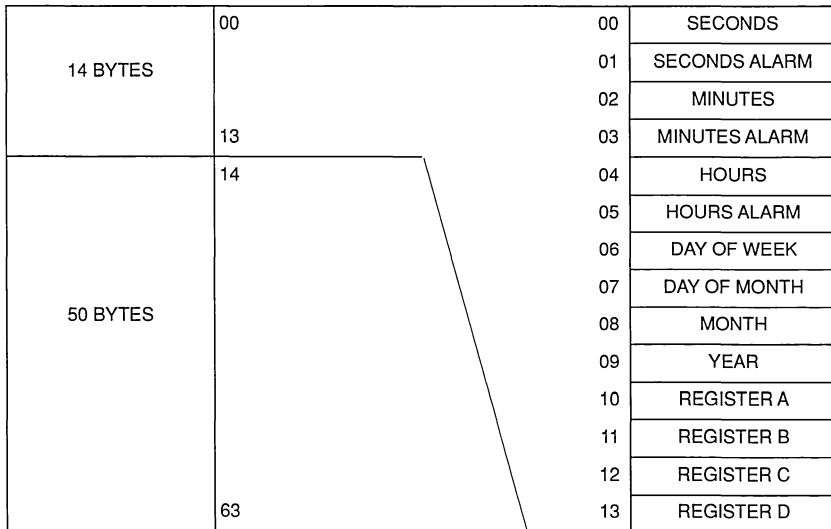 00
14 BYTES
13
14
50 BYTES
63
00 SECONDS
01 SECONDS ALARM
02 MINUTES
03 MINUTES ALARM
04 HOURS
05 HOURS ALARM
06 DAY OF WEEK
07 DAY OF MONTH
08 MONTH
09 YEAR
10 REGISTER A
11 REGISTER B
12 REGISTER C
13 REGISTER D